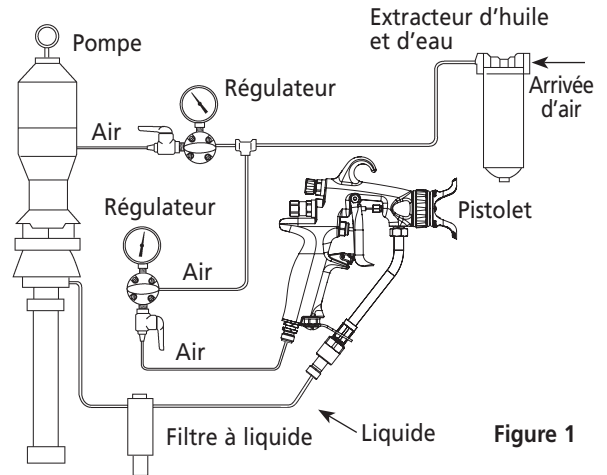 Extracteur d'huile
et d'eau
Pompe
Régulateur
Arrivée
d'air
Air
Régulateur
Pistolet
Air
Air
Filtre à liquide
Liquide
Figure 1